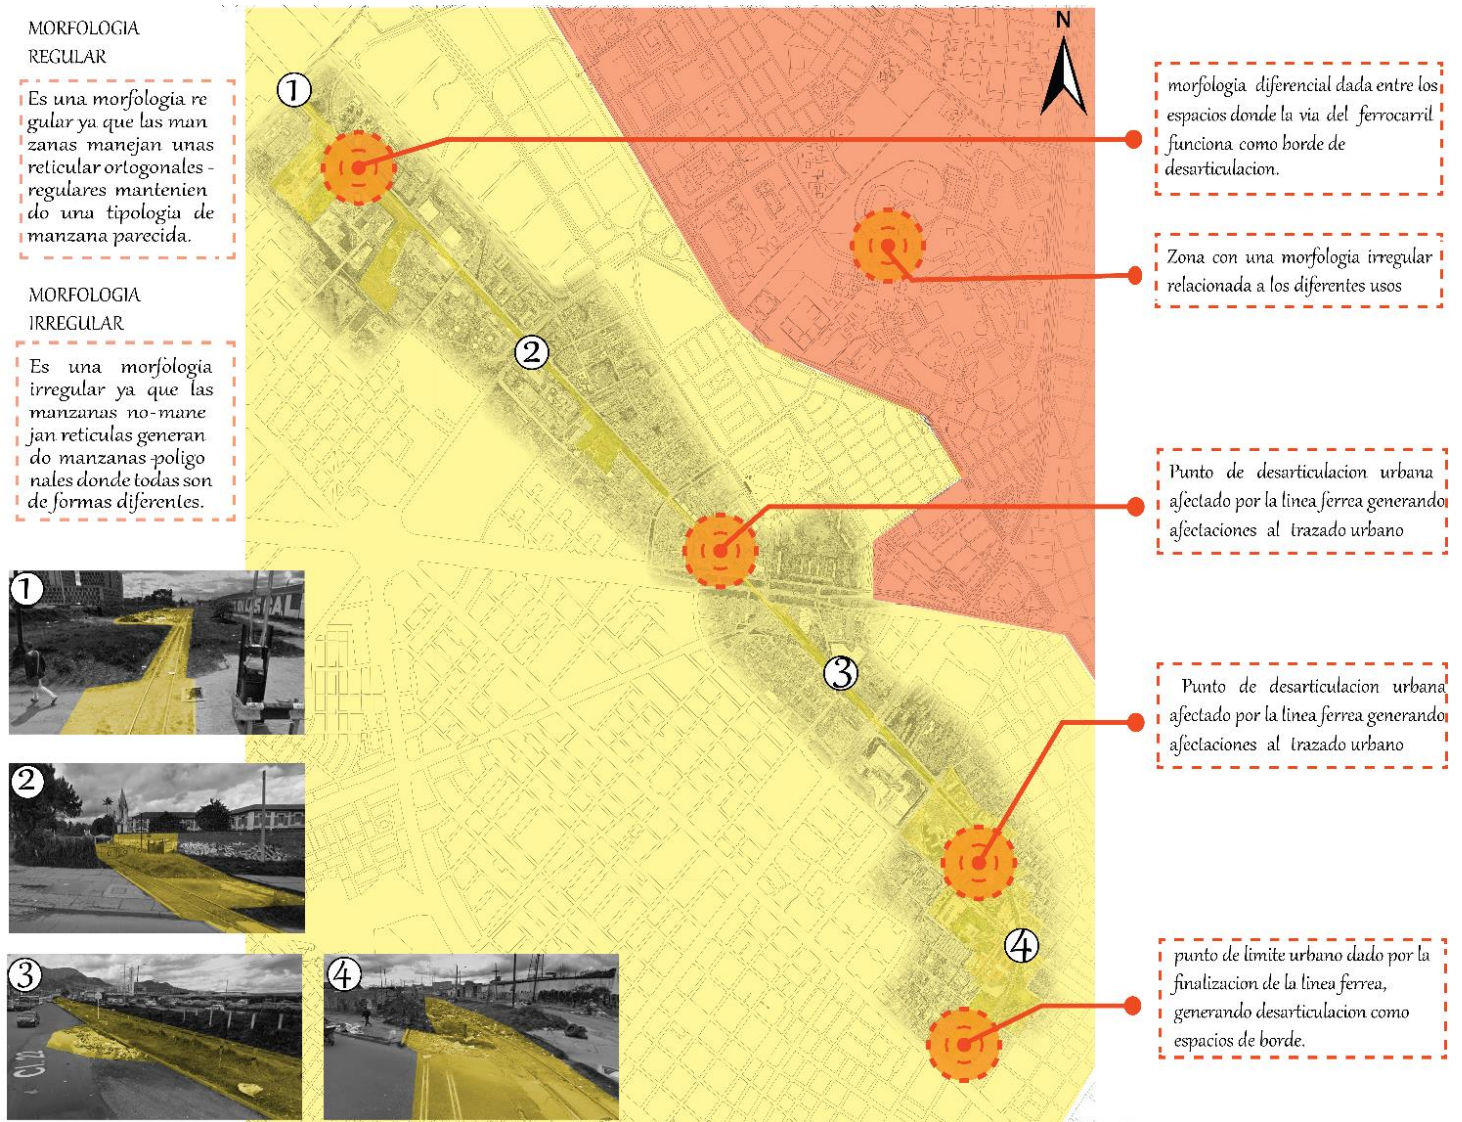 MORFOLOGIA
REGULAR
Es una morfologia re
gular ya que las man
zanas manejan unas
reticular ortogonales -
regulares mantenien
do una tipologia de
manzana parecida.
MORFOLOGIA
IRREGULAR
Es una morfologia
irregular ya que las
manzanas no-mane
jan reticulas generan
do manzanas-poligo
nales donde todas son
de formas diferentes.
N
1
2
3
4
morfologia diferencial dada entre los
espacios donde la via del ferrocarril
funciona como borde de
desarticulacion.
Zona con una morfologia irregular
relacionada a los diferentes usos
Punto de desarticulacion urbana
afectado por la linea ferrea generando
afectaciones al trazado urbano
Punto de desarticulacion urbana
afectado por la linea ferrea generando
afectaciones al trazado urbano
punto de limite urbano dado por la
finalizacion de la linea ferrea,
generando desarticulacion como
espacios de borde.
1
2
3
CL 22
4